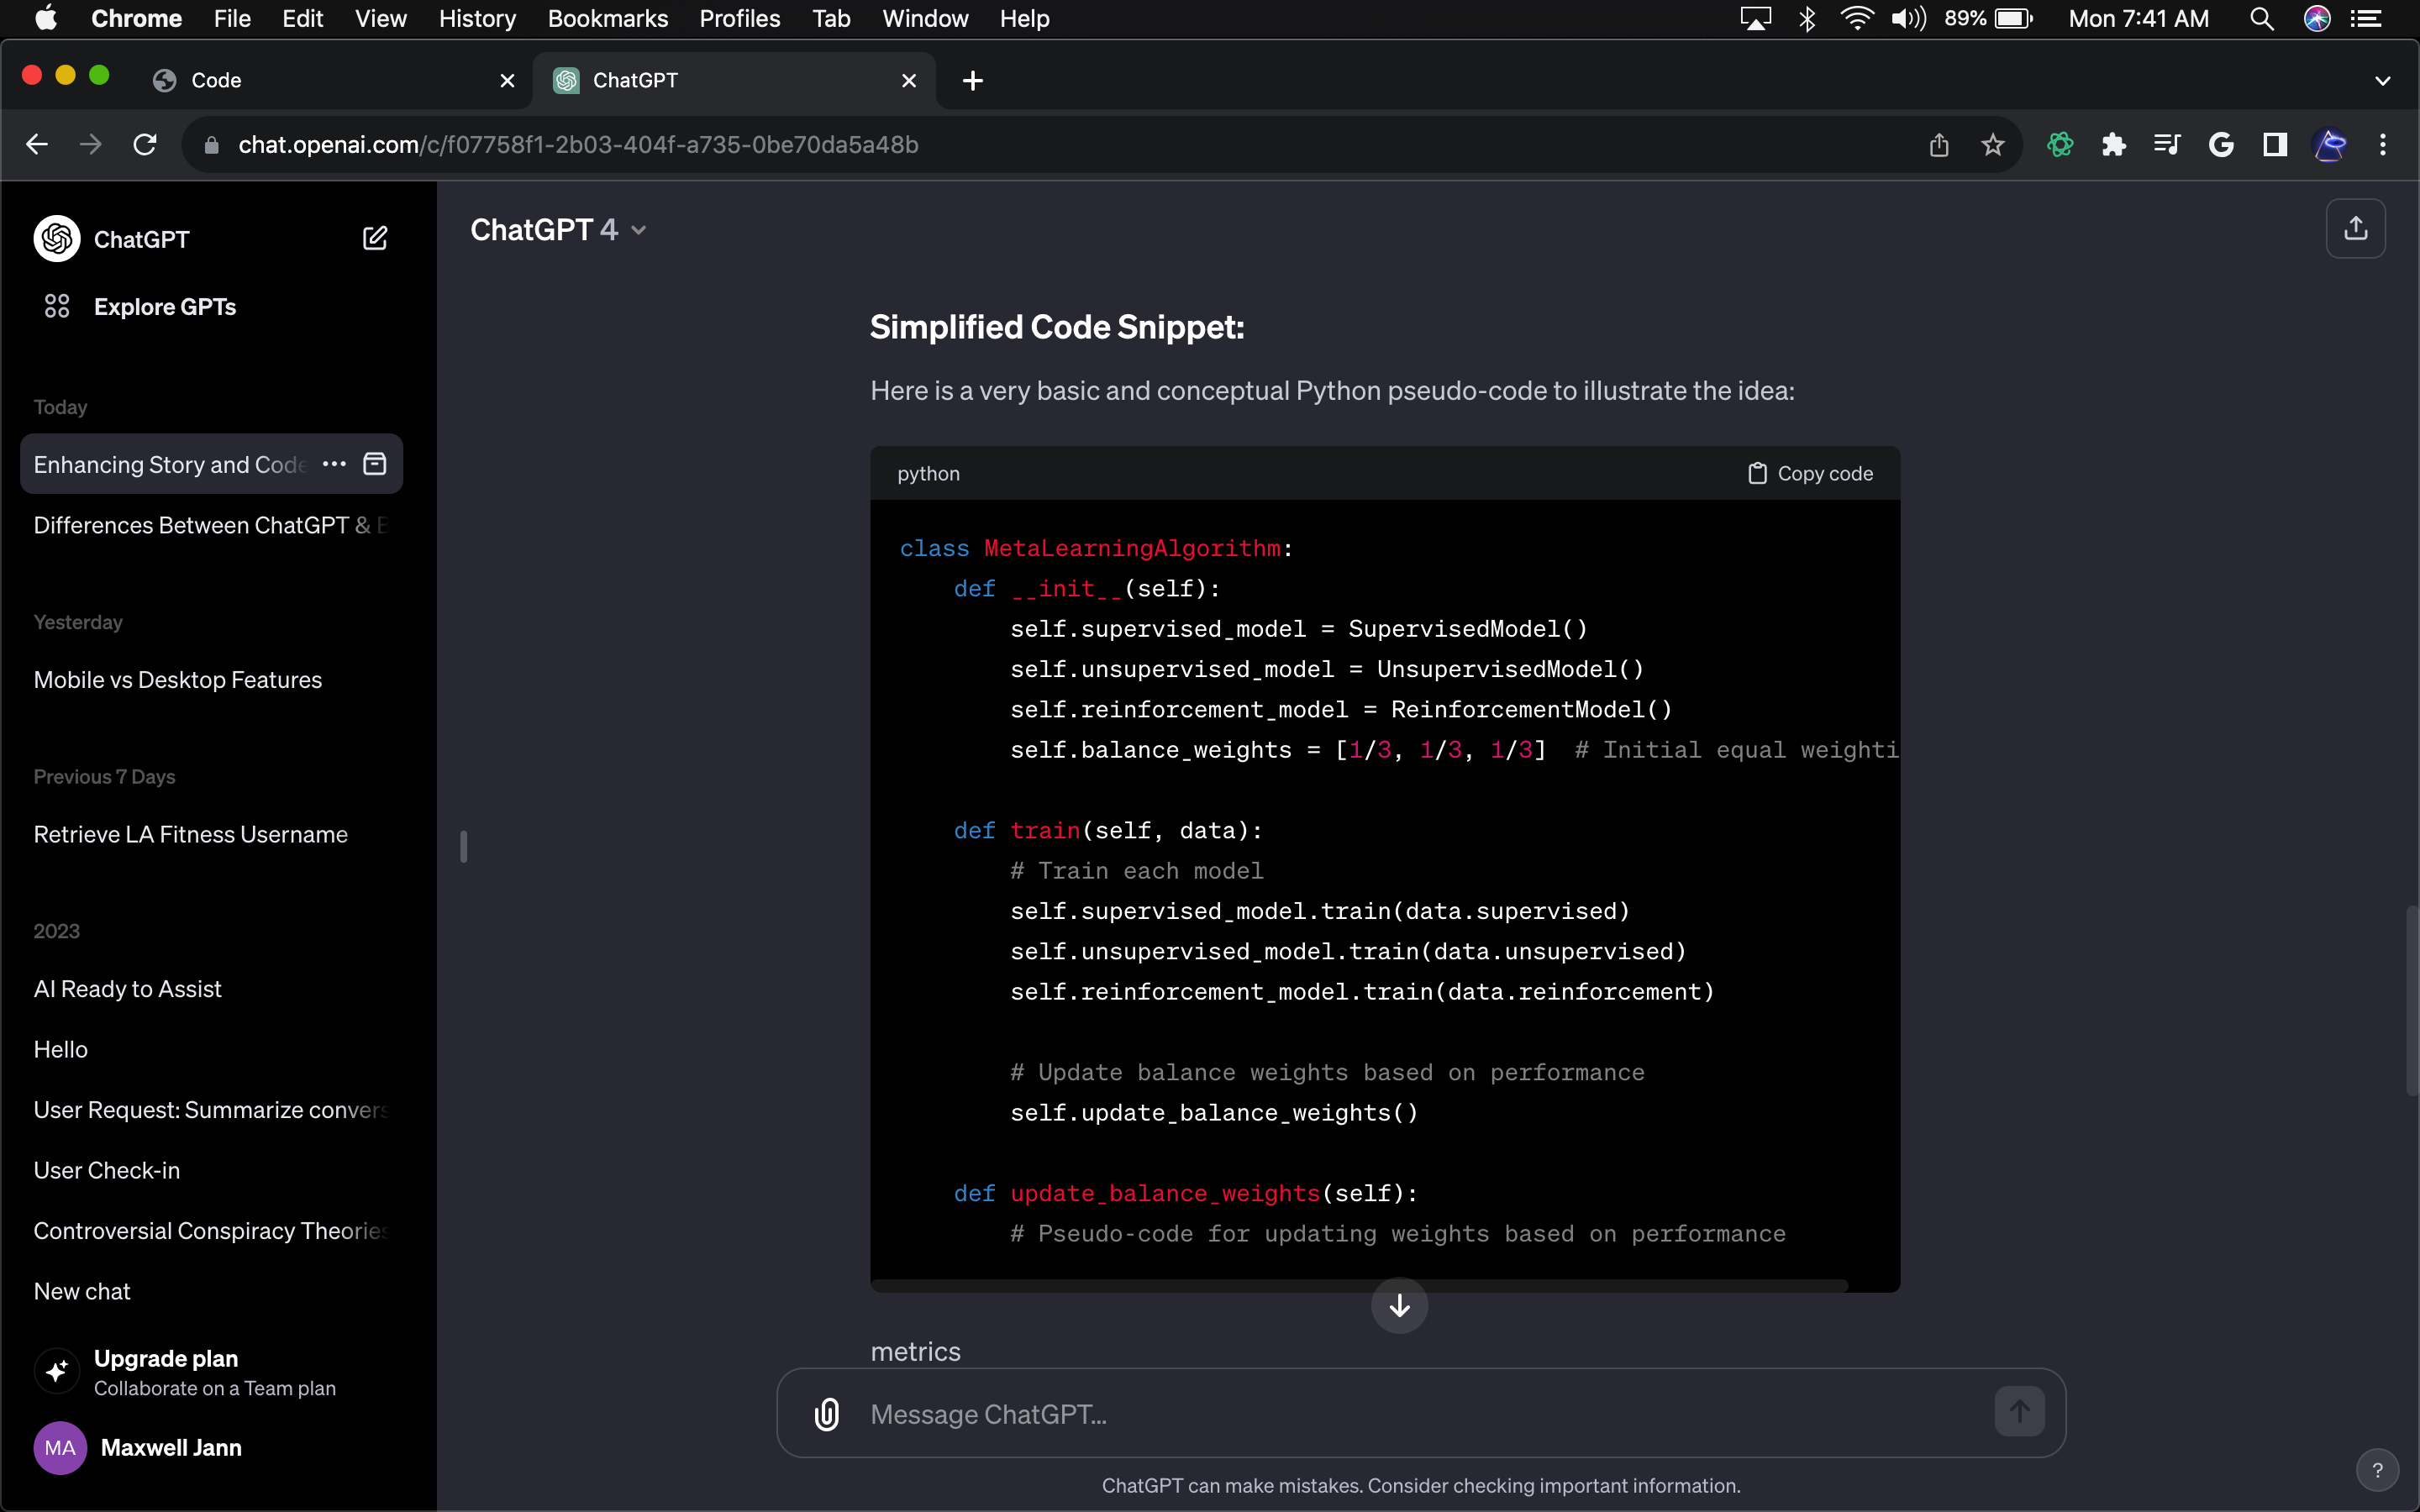 Chrome File Edit View History Bookmarks Profiles Tab Window Help 89% Mon 7:41 AM
Code ChatGPT
chat.openai.com/c/f07758f1-2b03-404f-a735-0be70da5a48b
ChatGPT
Explore GPTs
Today
Enhancing Story and Code
Differences Between ChatGPT &
Yesterday
Mobile vs Desktop Features
Previous 7 Days
Retrieve LA Fitness Username
2023
AI Ready to Assist
Hello
User Request: Summarize convers
User Check-in
Controversial Conspiracy Theories
New chat
Upgrade plan
Collaborate on a Team plan
MA Maxwell Jann
ChatGPT 4
Simplified Code Snippet:
Here is a very basic and conceptual Python pseudo-code to illustrate the idea:
python Copy code
class MetaLearningAlgorithm:
    def __init__(self):
        self.supervised_model = SupervisedModel()
        self.unsupervised_model = UnsupervisedModel()
        self.reinforcement_model = ReinforcementModel()
        self.balance_weights = [1/3, 1/3, 1/3]  # Initial equal weighti
    def train(self, data):
        # Train each model
        self.supervised_model.train(data.supervised)
        self.unsupervised_model.train(data.unsupervised)
        self.reinforcement_model.train(data.reinforcement)
        # Update balance weights based on performance
        self.update_balance_weights()
    def update_balance_weights(self):
        # Pseudo-code for updating weights based on performance
metrics
Message ChatGPT...
ChatGPT can make mistakes. Consider checking important information.
?